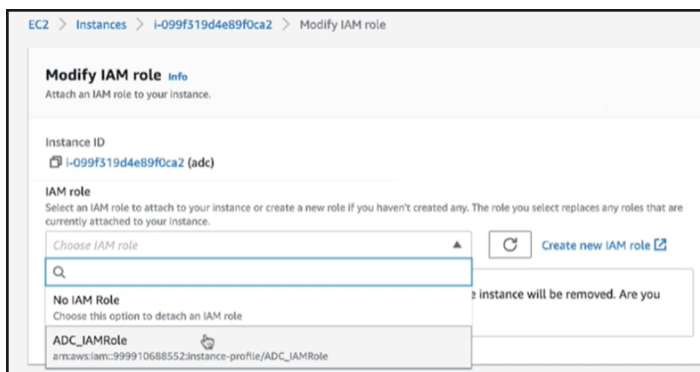 EC2 > Instances > i-099f319d4e89f0ca2 > Modify IAM role
Modify IAM role Info
Attach an IAM role to your instance.
Instance ID
i-099f319d4e89f0ca2 (adc)
IAM role
Select an IAM role to attach to your instance or create a new role if you haven't created any. The role you select replaces any roles that are
currently attached to your instance.
Choose IAM role
Create new IAM role
No IAM Role
Choose this option to detach an IAM role
e instance will be removed. Are you
ADC_IAMRole
arn:aws:iam::999910688552:instance-profile/ADC_IAMRole